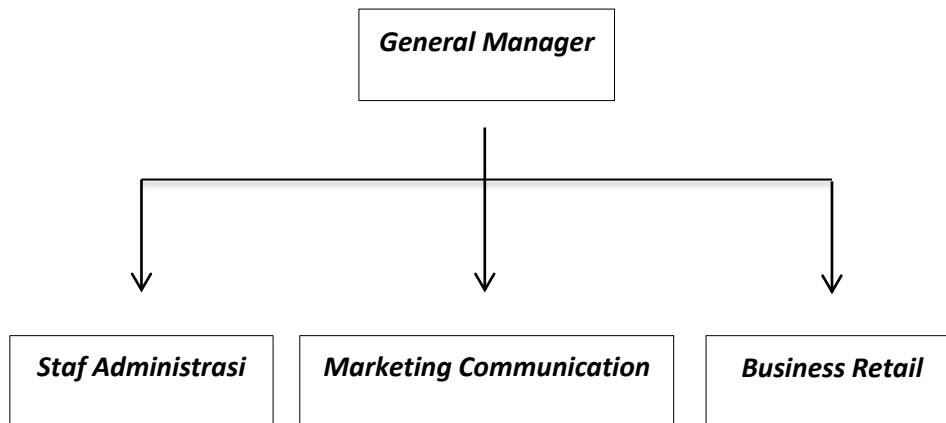 General Manager
Staf Administrasi
Marketing Communication
Business Retail